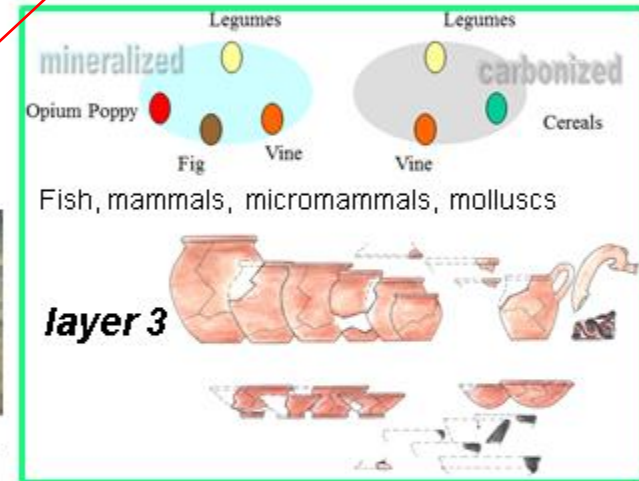 Legumes
mineralized
Opium Poppy
Fig
Vine
Legumes
carbonized
Cereals
Vine
Fish, mammals, micromammals, molluscs
layer 3